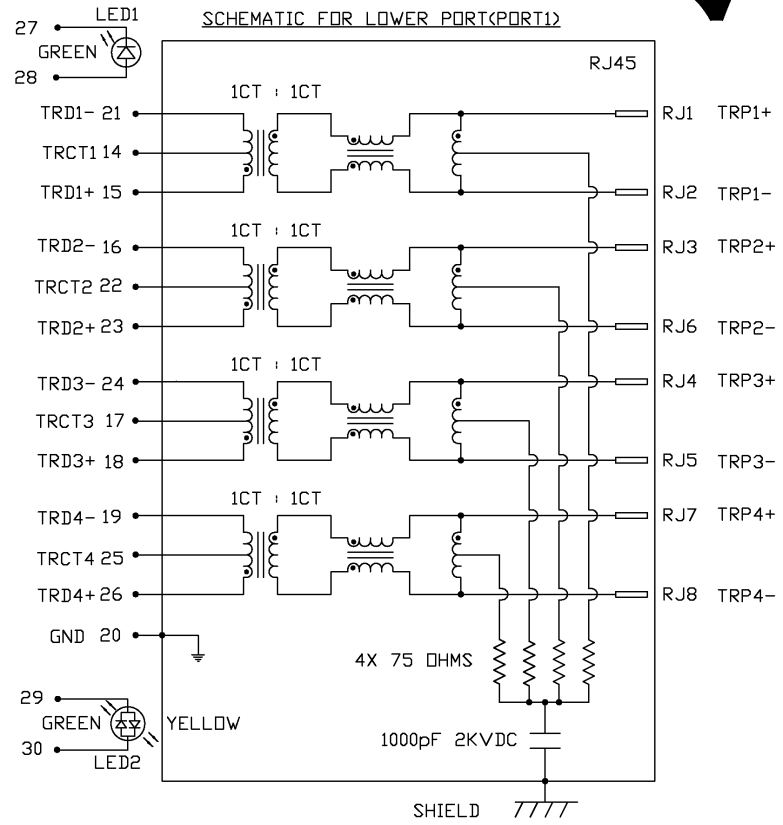 SCHEMATIC FOR LOWER PORT(PORT1)
LED1
27
GREEN
28
RJ45
1CT : 1CT
TRD1- 21
RJ1 TRP1+
TRCT1 14
TRD1+ 15
RJ2 TRP1-
1CT : 1CT
TRD2- 16
RJ3 TRP2+
TRCT2 22
TRD2+ 23
RJ6 TRP2-
1CT : 1CT
TRD3- 24
RJ4 TRP3+
TRCT3 17
TRD3+ 18
RJ5 TRP3-
1CT : 1CT
TRD4- 19
RJ7 TRP4+
TRCT4 25
TRD4+ 26
RJ8 TRP4-
GND 20
4X 75 OHMS
29
GREEN
YELLOW
30
LED2
1000pF 2KVDC
SHIELD